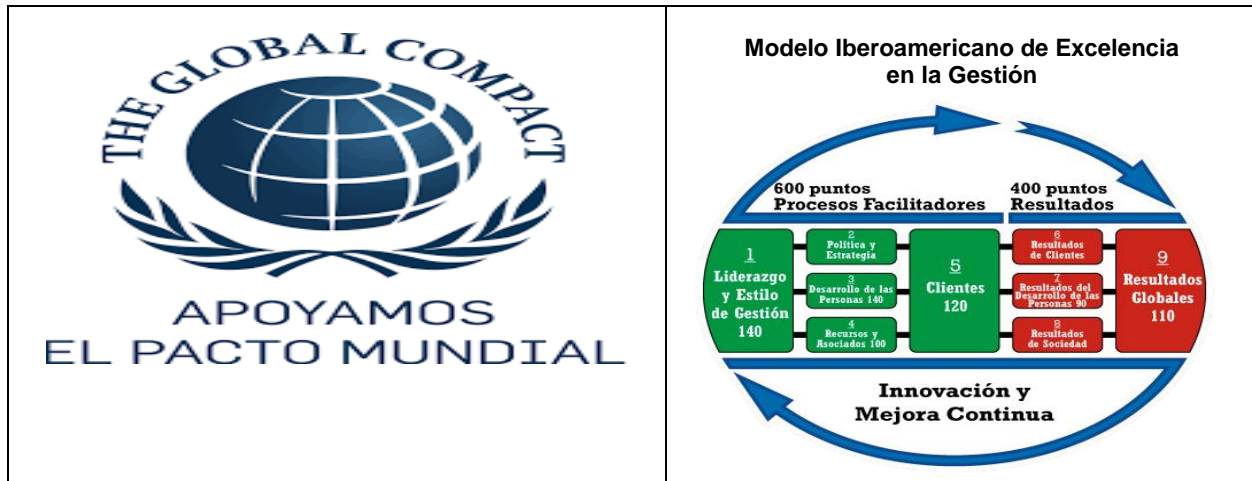 THE GLOBAL COMPACT
APOYAMOS
EL PACTO MUNDIAL
Modelo Iberoamericano de Excelencia
en la Gestión
600 puntos
Procesos Facilitadores
400 puntos
Resultados
1
Liderazgo
y Estilo
de Gestión
140
2
Política y
Estrategia
3
Desarrollo de las
Personas 140
4
Recursos y
Asociados 100
5
Clientes
120
6
Resultados
de Clientes
7
Resultados del
Desarrollo de las
Personas 90
8
Resultados
de Sociedad
9
Resultados
Globales
110
Innovación y
Mejora Continua